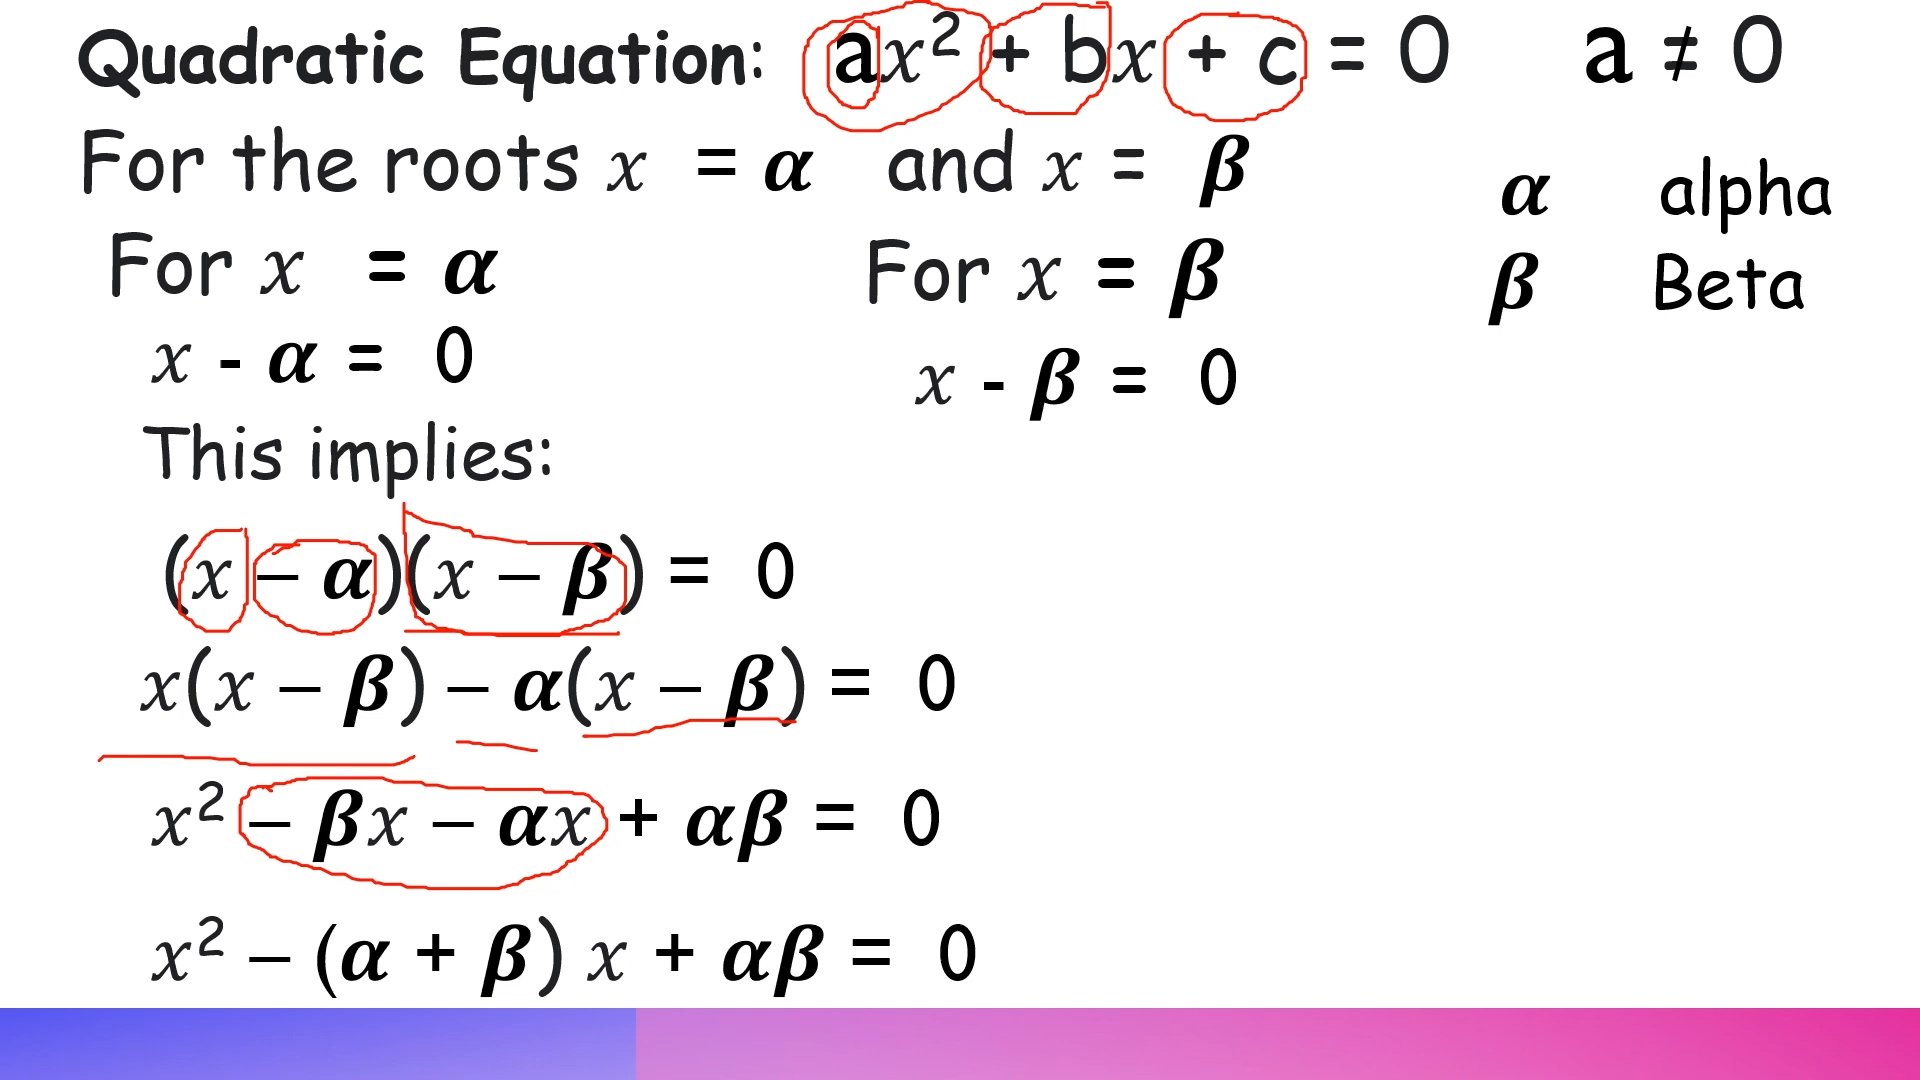 Quadratic Equation: ax² + bx + c = 0 a ≠ 0
For the roots x = α and x = β
α alpha
For x = α For x = β
β Beta
x - α = 0 x - β = 0
This implies:
(x – α)(x – β) = 0
x(x – β) – α(x – β) = 0
x² – βx – αx + αβ = 0
x² – (α + β) x + αβ = 0